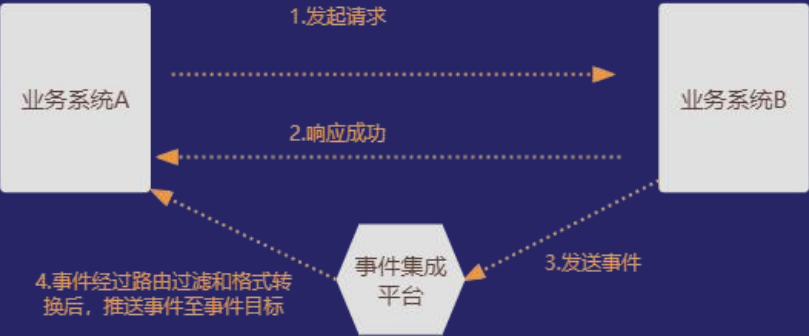 1.发起请求
业务系统A
业务系统B
2.响应成功
事件集成
平台
3.发送事件
4.事件经过路由过滤和格式转
换后，推送事件至事件目标